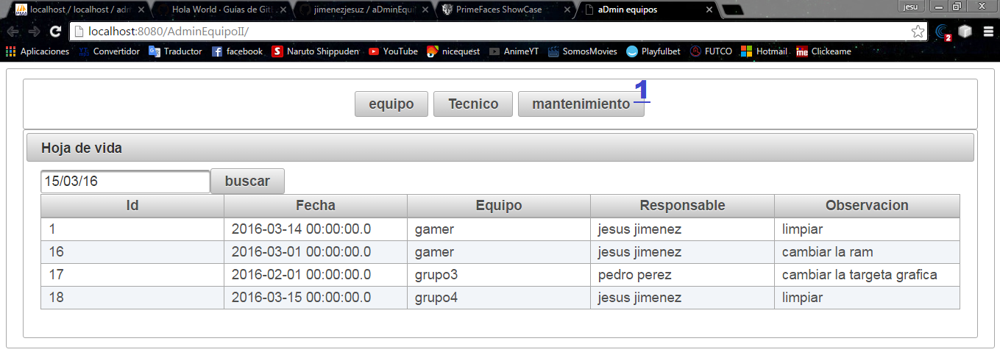 localhost / localhost / adm
Hola World · Guías de GitH
jimenezjesuz / aDminEqui
PrimeFaces ShowCase
aDmin equipos
jesu
localhost:8080/AdminEquipoII/
2
Aplicaciones
Convertidor
Traductor
facebook
Naruto Shippuden
YouTube
nicequest
AnimeYT
SomosMovies
Playfulbet
FUTCO
Hotmail
Clickeame
equipo
Tecnico
mantenimiento
1
Hoja de vida
15/03/16 buscar
Id Fecha Equipo Responsable Observacion
1 2016-03-14 00:00:00.0 gamer jesus jimenez limpiar
16 2016-03-01 00:00:00.0 gamer jesus jimenez cambiar la ram
17 2016-02-01 00:00:00.0 grupo3 pedro perez cambiar la targeta grafica
18 2016-03-15 00:00:00.0 grupo4 jesus jimenez limpiar